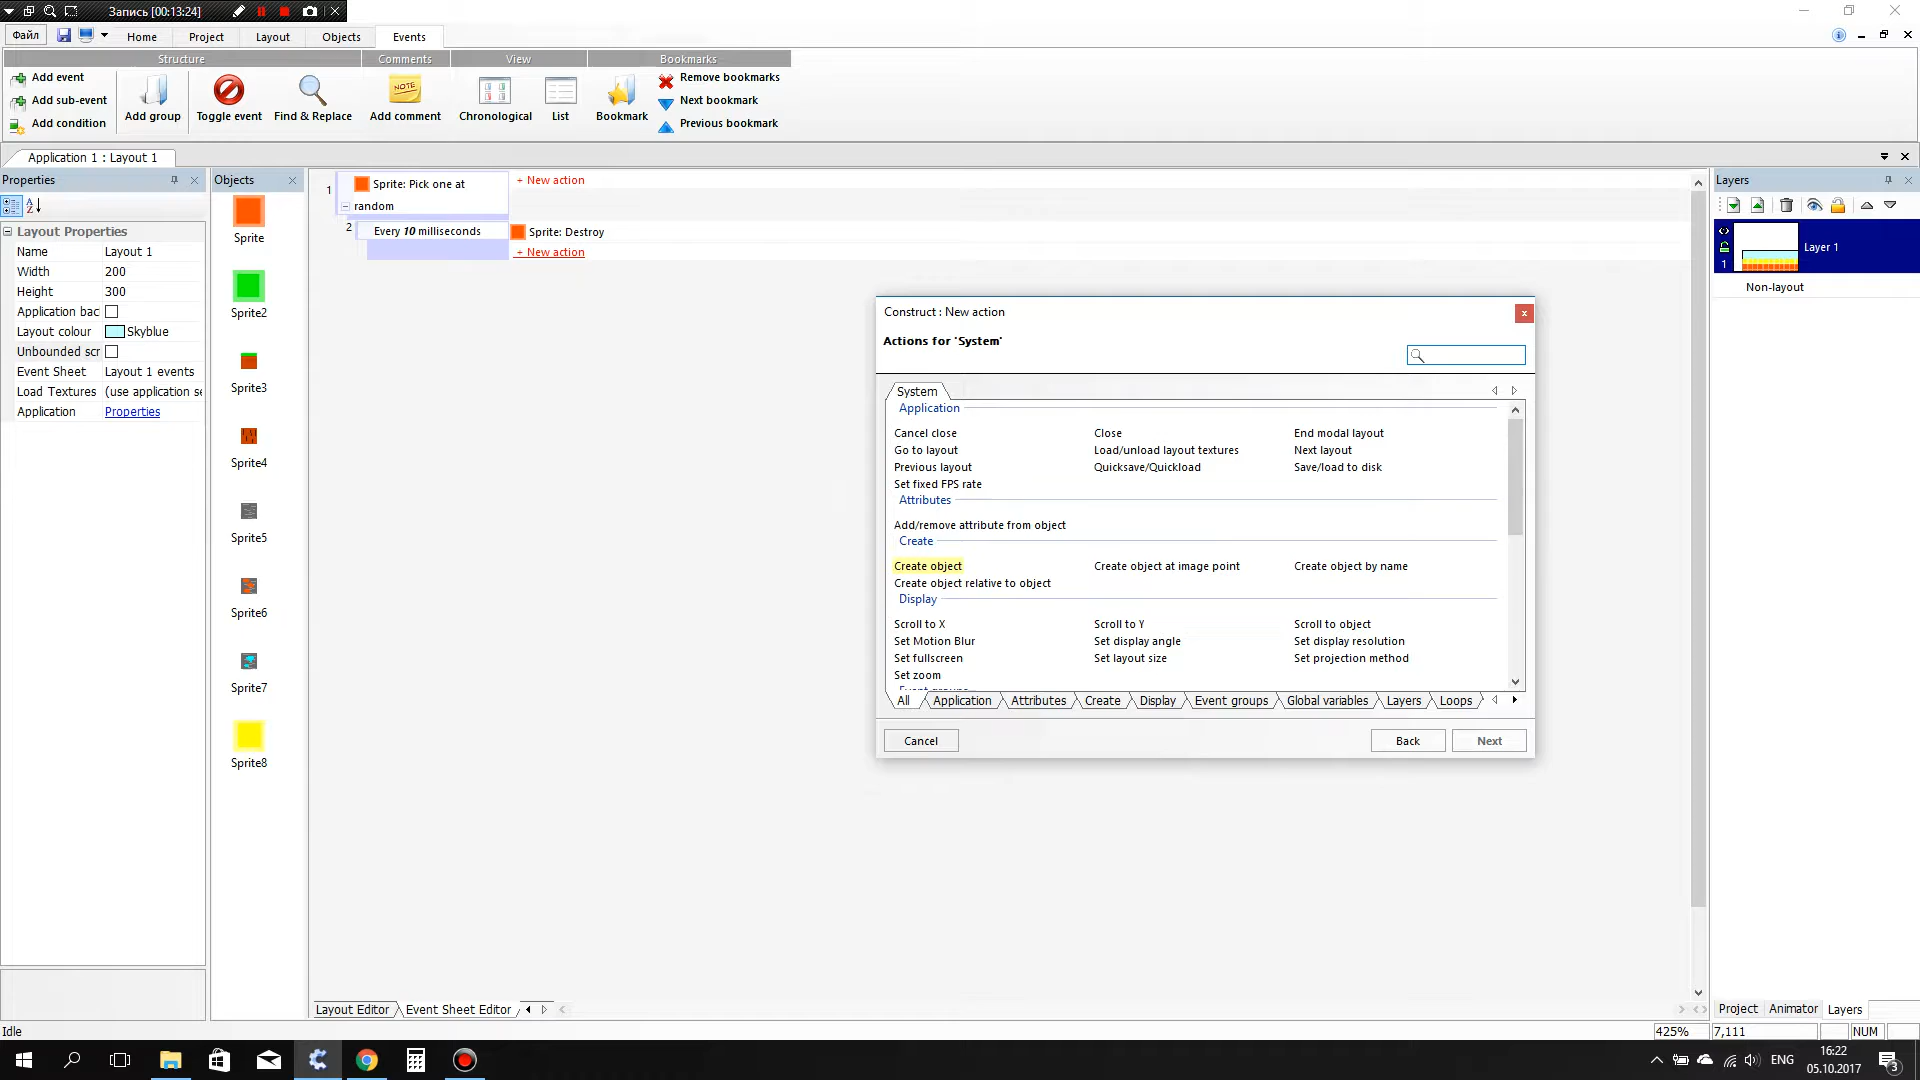 Запись [00:13:24]
Файл
Home
Project
Layout
Objects
Events
Structure
Comments
View
Bookmarks
Add event
Add sub-event
Add condition
Add group
Toggle event
Find & Replace
NOTE
Add comment
Chronological
List
Bookmark
Remove bookmarks
Next bookmark
Previous bookmark
Application 1 : Layout 1
Properties
Layout Properties
Name Layout 1
Width 200
Height 300
Application bac
Layout colour Skyblue
Unbounded scr
Event Sheet Layout 1 events
Load Textures (use application se
Application Properties
Objects
Sprite
Sprite2
Sprite3
Sprite4
Sprite5
Sprite6
Sprite7
Sprite8
1
Sprite: Pick one at
random
+ New action
2
Every 10 milliseconds
Sprite: Destroy
+ New action
Construct : New action
Actions for 'System'
System
Application
Cancel close Close End modal layout
Go to layout Load/unload layout textures Next layout
Previous layout Quicksave/Quickload Save/load to disk
Set fixed FPS rate
Attributes
Add/remove attribute from object
Create
Create object Create object at image point Create object by name
Create object relative to object
Display
Scroll to X Scroll to Y Scroll to object
Set Motion Blur Set display angle Set display resolution
Set fullscreen Set layout size Set projection method
Set zoom
All Application Attributes Create Display Event groups Global variables Layers Loops
Cancel
Back
Next
Layers
1
Layer 1
Non-layout
Layout Editor
Event Sheet Editor
Project
Animator
Layers
Idle
425%
7,111
NUM
ENG
16:22
05.10.2017
3